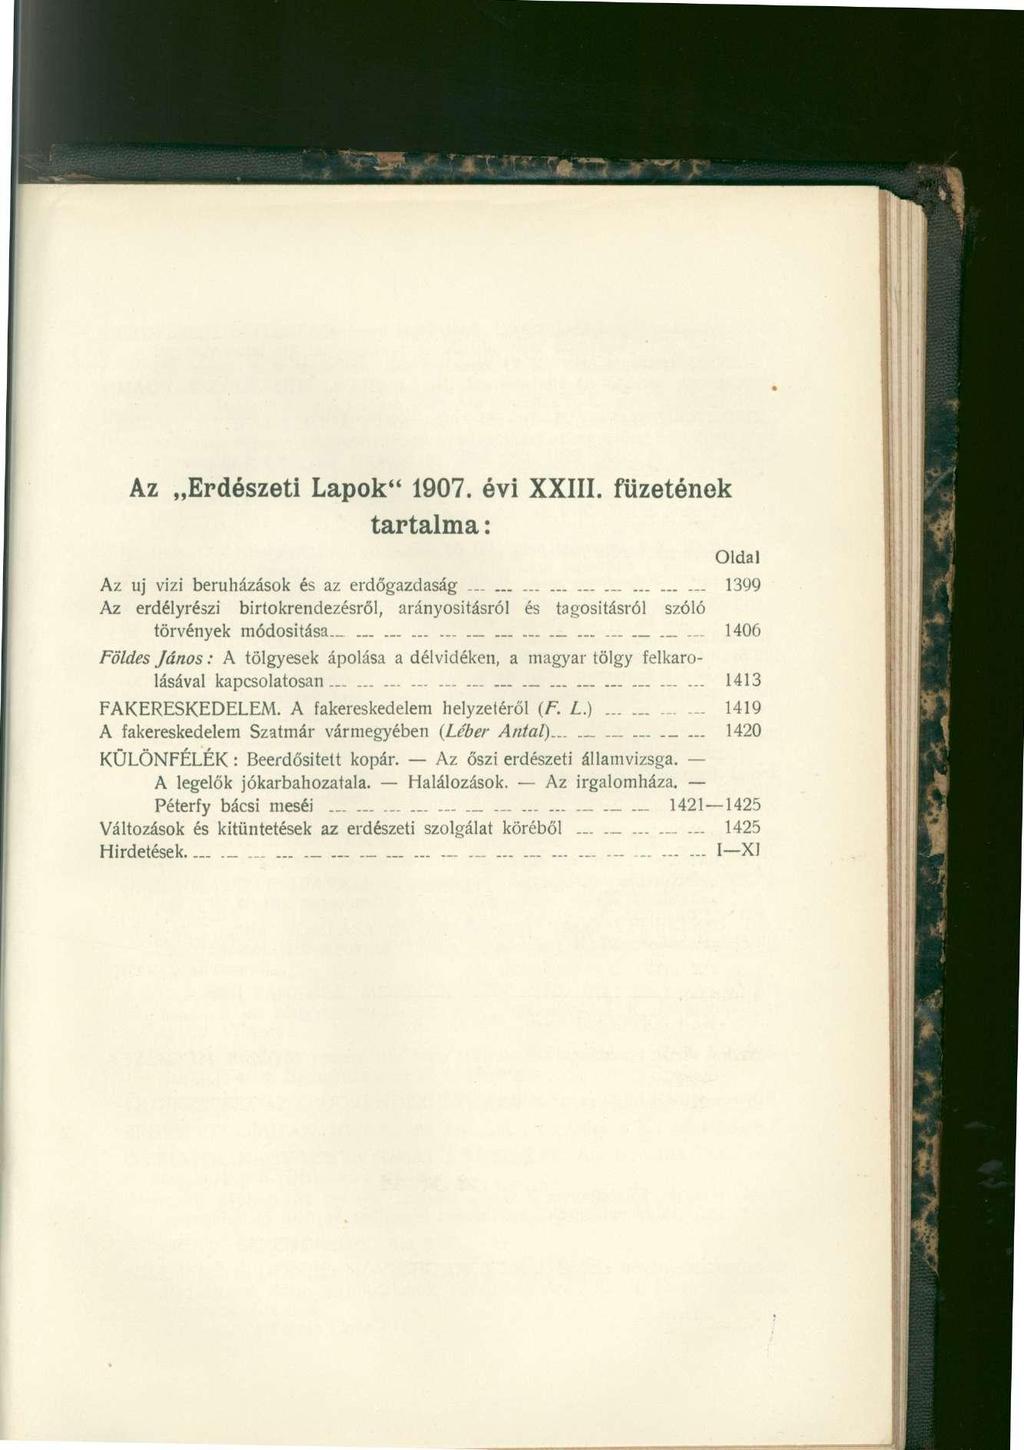 Az „Erdészeti Lapok“ 1907. évi XXIII. füzetének
tartalma:
Oldal
Az uj vizi beruházások és az erdőgazdaság 1399
Az erdélyrészi birtokrendezésről, arányositásról és tagositásról szóló
törvények módositása 1406
Földes János: A tölgyesek ápolása a délvidéken, a magyar tölgy felkaro-
lásával kapcsolatosan 1413
FAKERESKEDELEM. A fakereskedelem helyzetéről (F. L.) 1419
A fakereskedelem Szatmár vármegyében (Léber Antal) 1420
KÜLÖNFÉLÉK: Beerdősitett kopár. — Az őszi erdészeti államvizsga. —
A legelők jókarbahozatala. — Halálozások. — Az irgalomháza. —
Péterfy bácsi meséi 1421—1425
Változások és kitüntetések az erdészeti szolgálat köréből 1425
Hirdetések. I—XI